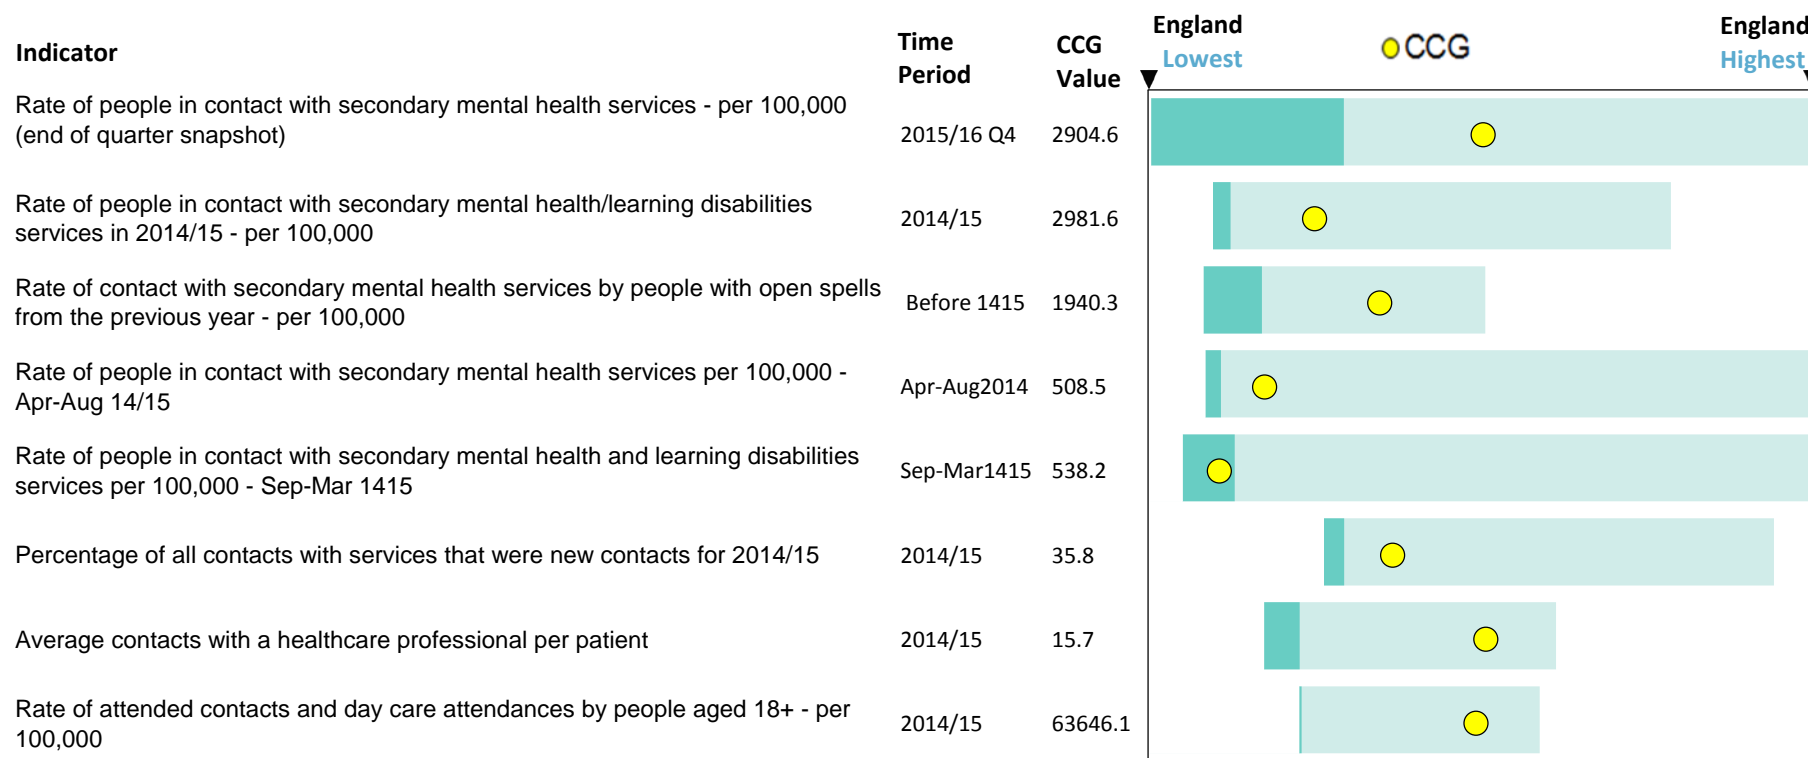 Indicator
Time
Period
CCG
Value
England
Lowest
CCG
England
Highest
Rate of people in contact with secondary mental health services - per 100,000
(end of quarter snapshot)
2015/16 Q4
2904.6
Rate of people in contact with secondary mental health/learning disabilities
services in 2014/15 - per 100,000
2014/15
2981.6
Rate of contact with secondary mental health services by people with open spells
from the previous year - per 100,000
Before 1415
1940.3
Rate of people in contact with secondary mental health services per 100,000 -
Apr-Aug 14/15
Apr-Aug2014
508.5
Rate of people in contact with secondary mental health and learning disabilities
services per 100,000 - Sep-Mar 1415
Sep-Mar1415
538.2
Percentage of all contacts with services that were new contacts for 2014/15
2014/15
35.8
Average contacts with a healthcare professional per patient
2014/15
15.7
Rate of attended contacts and day care attendances by people aged 18+ - per
100,000
2014/15
63646.1